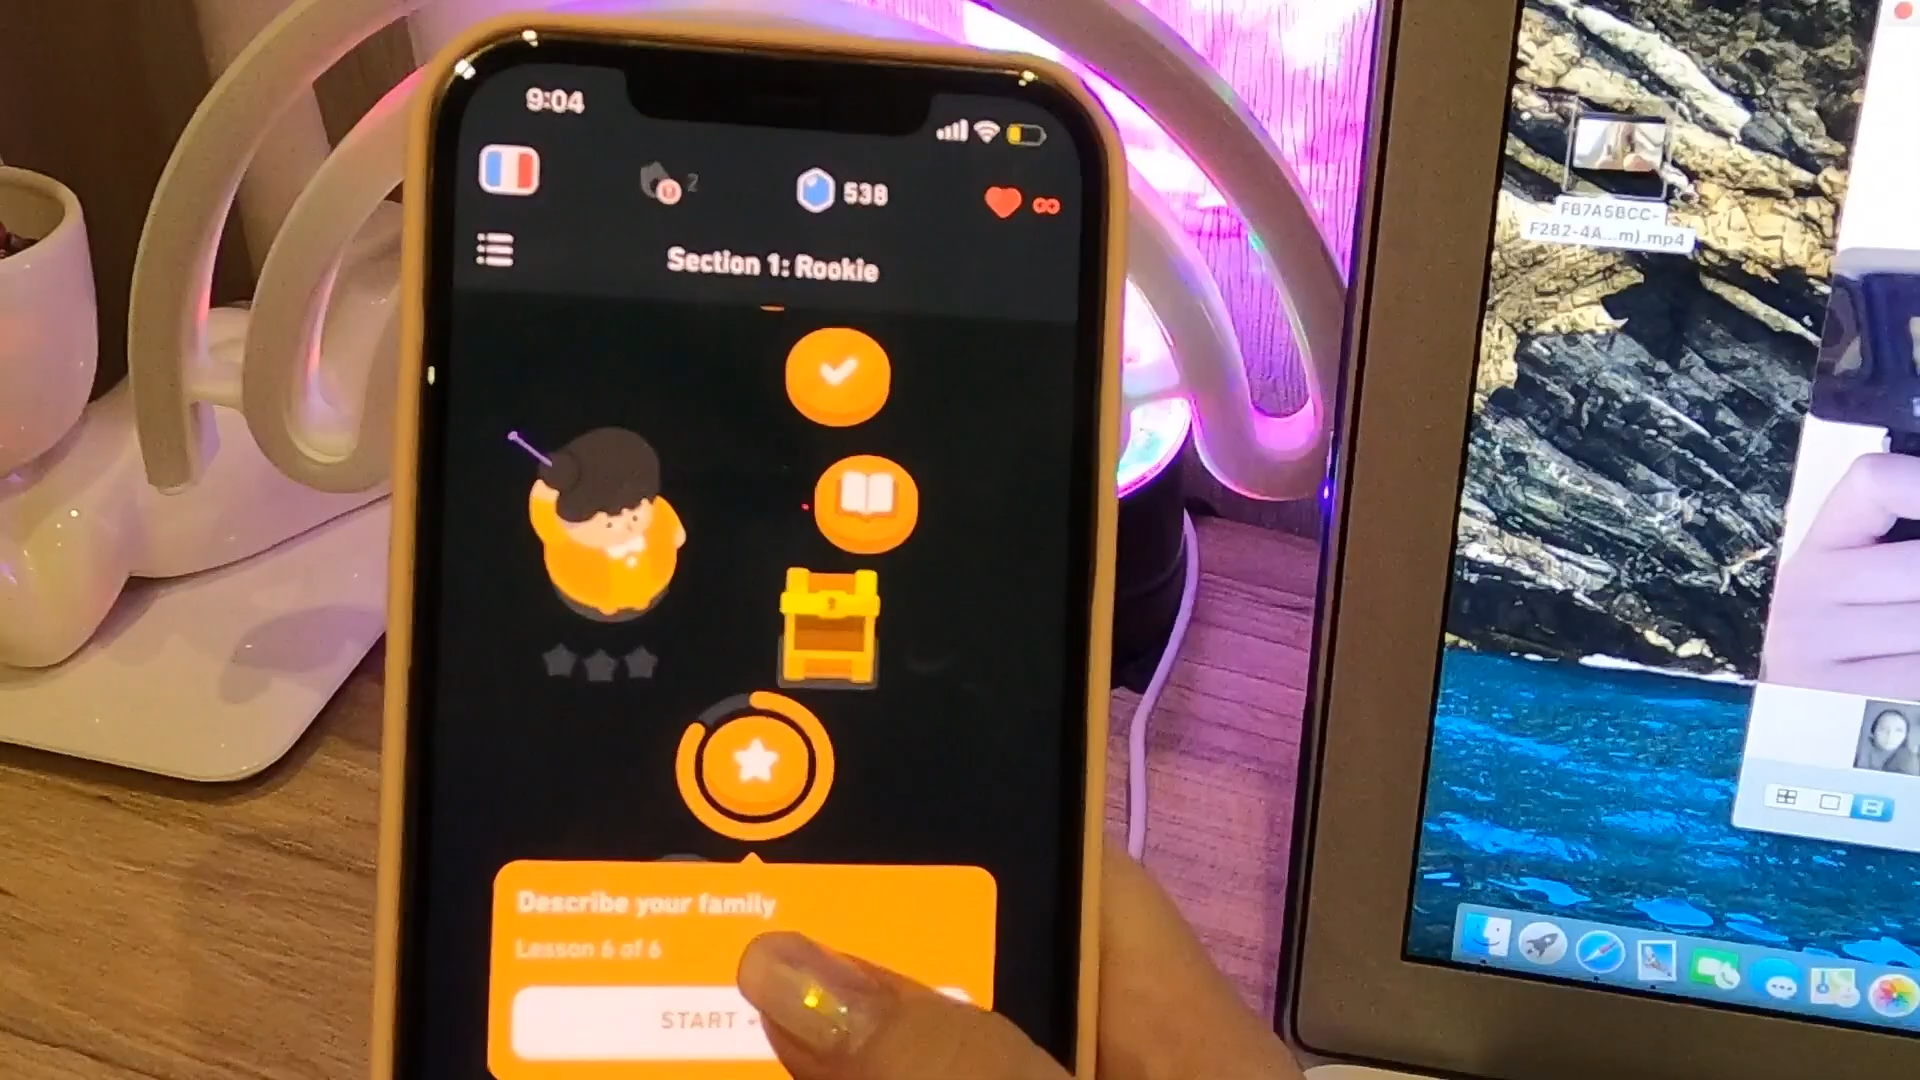 9:04
2
538
Section 1: Rookie
Describe your family
Lesson 6 of 6
START
FB7A5BCC-
F282-4A...m).mp4